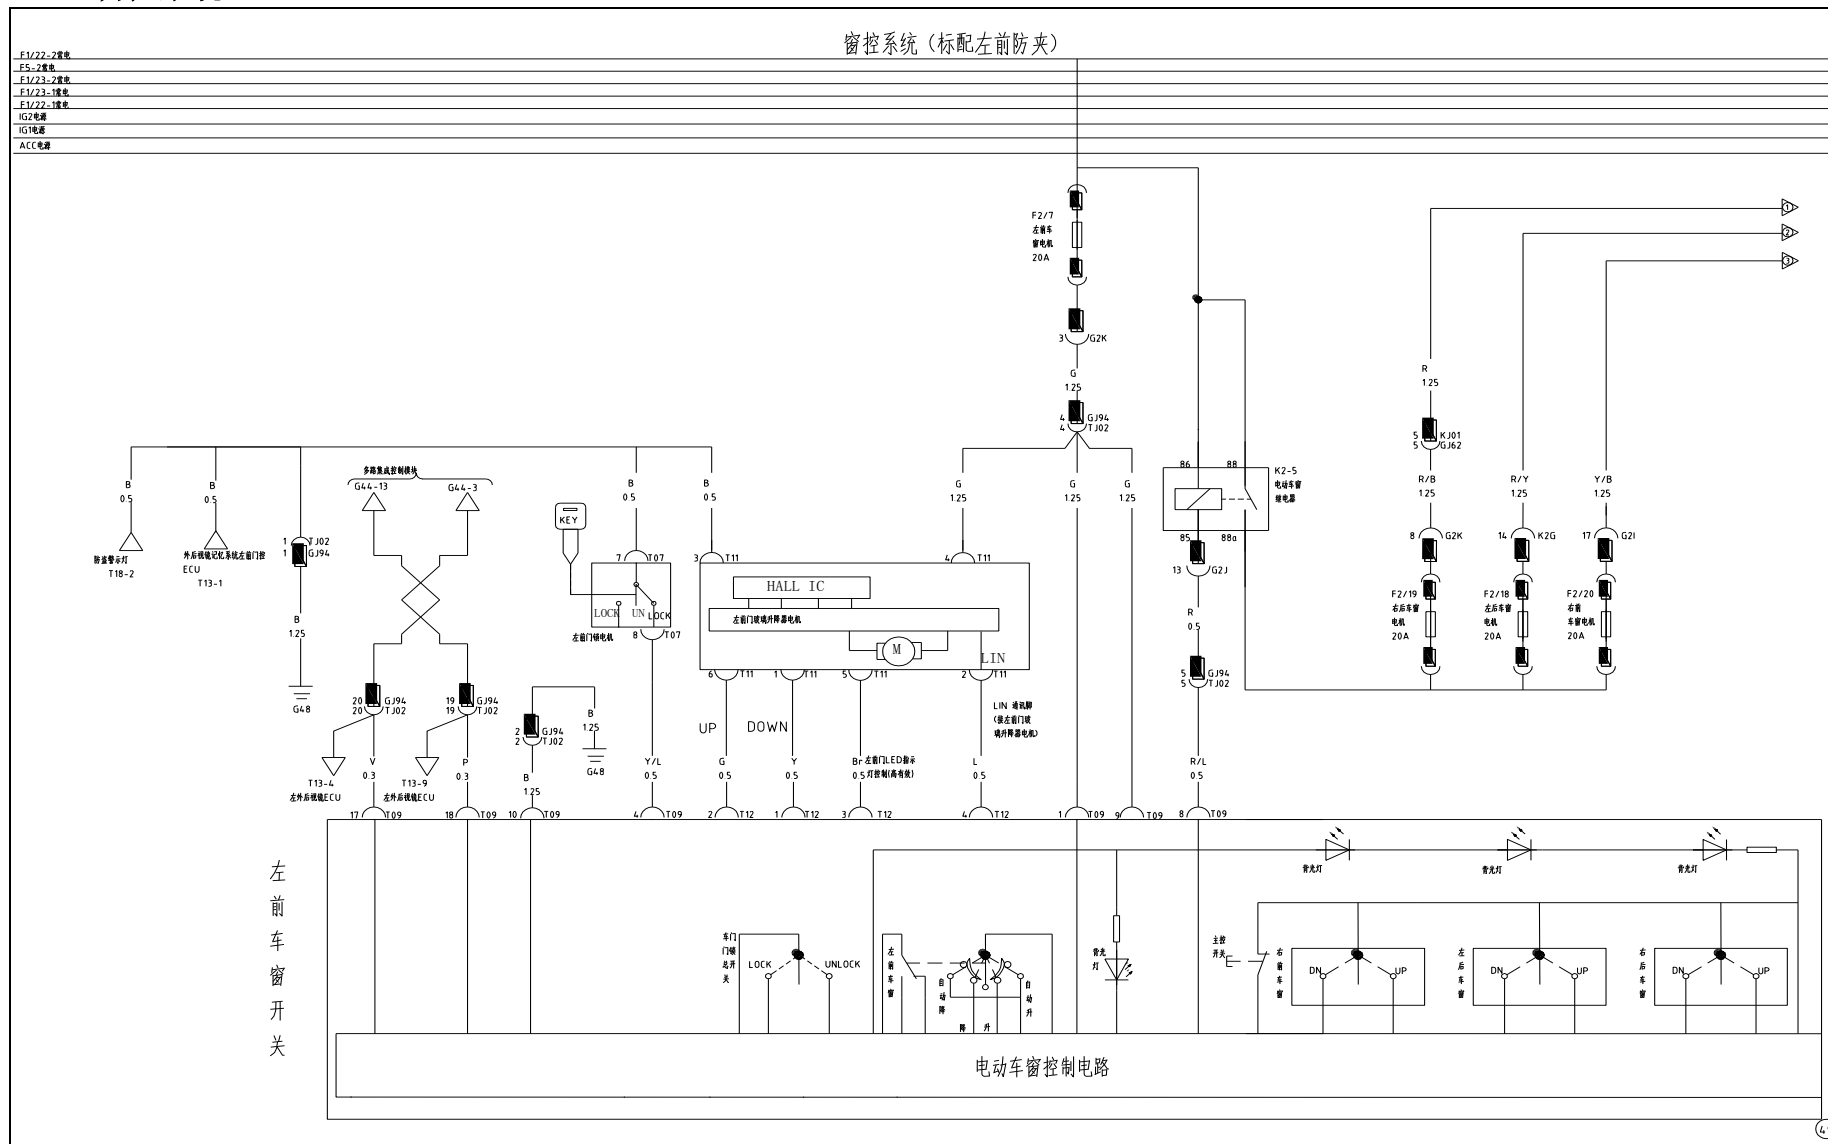 窗控系统（标配左前防夹）
F1/22-2常电
F5-2常电
F1/23-2常电
F1/23-1常电
F1/22-1常电
IG2电源
IG1电源
ACC电源
F2/7
左前车
窗电机
20A
3 G2K
G
1.25
4 GJ94
4 TJ02
R
1.25
5 KJ01
5 GJ62
R/B
1.25
R/Y
1.25
Y/B
1.25
8 G2K
14 K2G
17 G2I
F2/19
右后车窗
电机
20A
F2/18
左后车窗
电机
20A
F2/20
右前
车窗电机
20A
86 88
K2-5
电动车窗
继电器
85 88a
13 G2J
R
0.5
5 GJ94
5 TJ02
R/L
0.5
B
0.5
B
0.5
多路集成控制模块
G44-13
G44-3
防盗警示灯
T18-2
外后视镜记忆系统左前门控
ECU
T13-1
1 TJ02
1 GJ94
B
1.25
G48
KEY
B
0.5
B
0.5
G
1.25
G
1.25
G
1.25
7 T07
3 T11
4 T11
LOCK
UN LOCK
左前门锁电机
8 T07
HALL IC
左前门玻璃升降器电机
M
LIN
6 T11
1 T11
5 T11
2 T11
20 GJ94
20 TJ02
19 GJ94
19 TJ02
2 GJ94
2 TJ02
B
1.25
G48
UP
DOWN
LIN 通讯脚
（接左前门玻
璃升降器电机）
T13-4
左外后视镜ECU
V
0.3
T13-9
左外后视镜ECU
P
0.3
B
1.25
Y/L
0.5
G
0.5
Y
0.5
Br
0.5
左前门LED指示
灯控制(高有效)
L
0.5
17 T09
18 T09
10 T09
4 T09
2 T12
1 T12
3 T12
4 T12
1 T09
9 T09
8 T09
左前车窗开关
背光灯
背光灯
背光灯
车门
门锁
总开
关
LOCK
UNLOCK
左前车窗
自动降
降
升
自动升
背光
灯
主控
开关
右前车窗
DN
UP
左后车窗
DN
UP
右后车窗
DN
UP
电动车窗控制电路
1
2
3